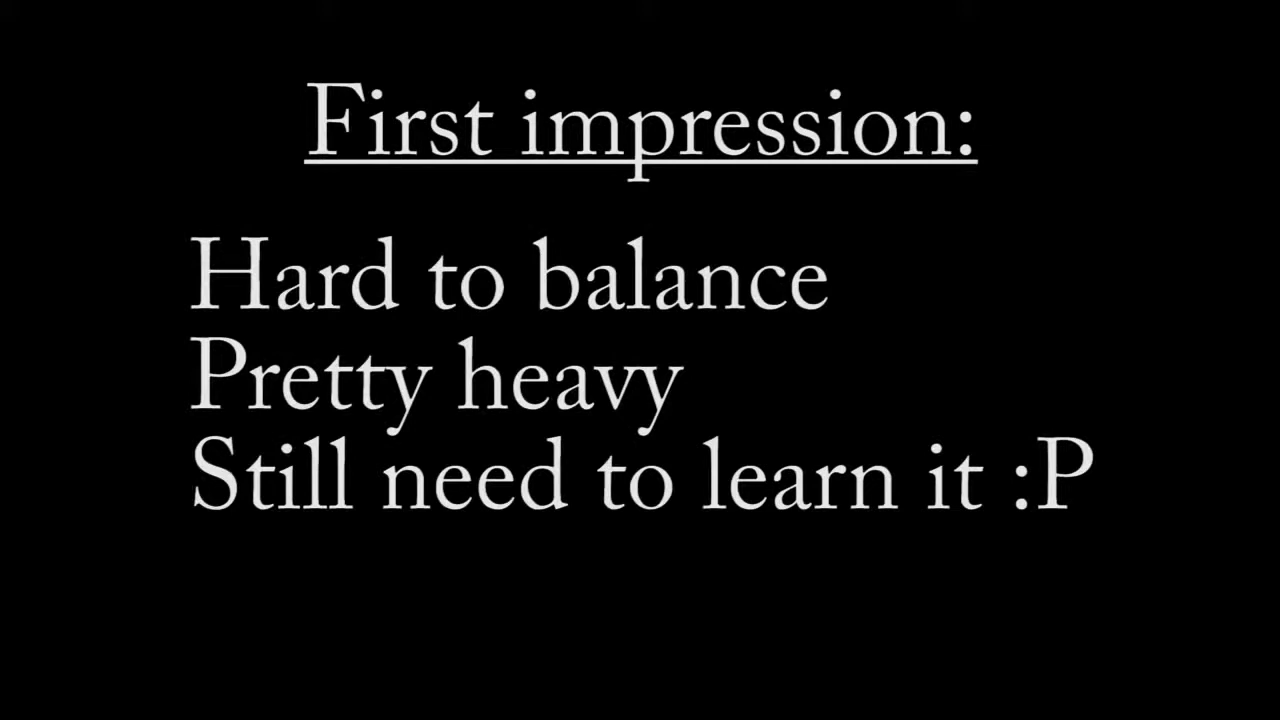 First impression:
Hard to balance
Pretty heavy
Still need to learn it :P